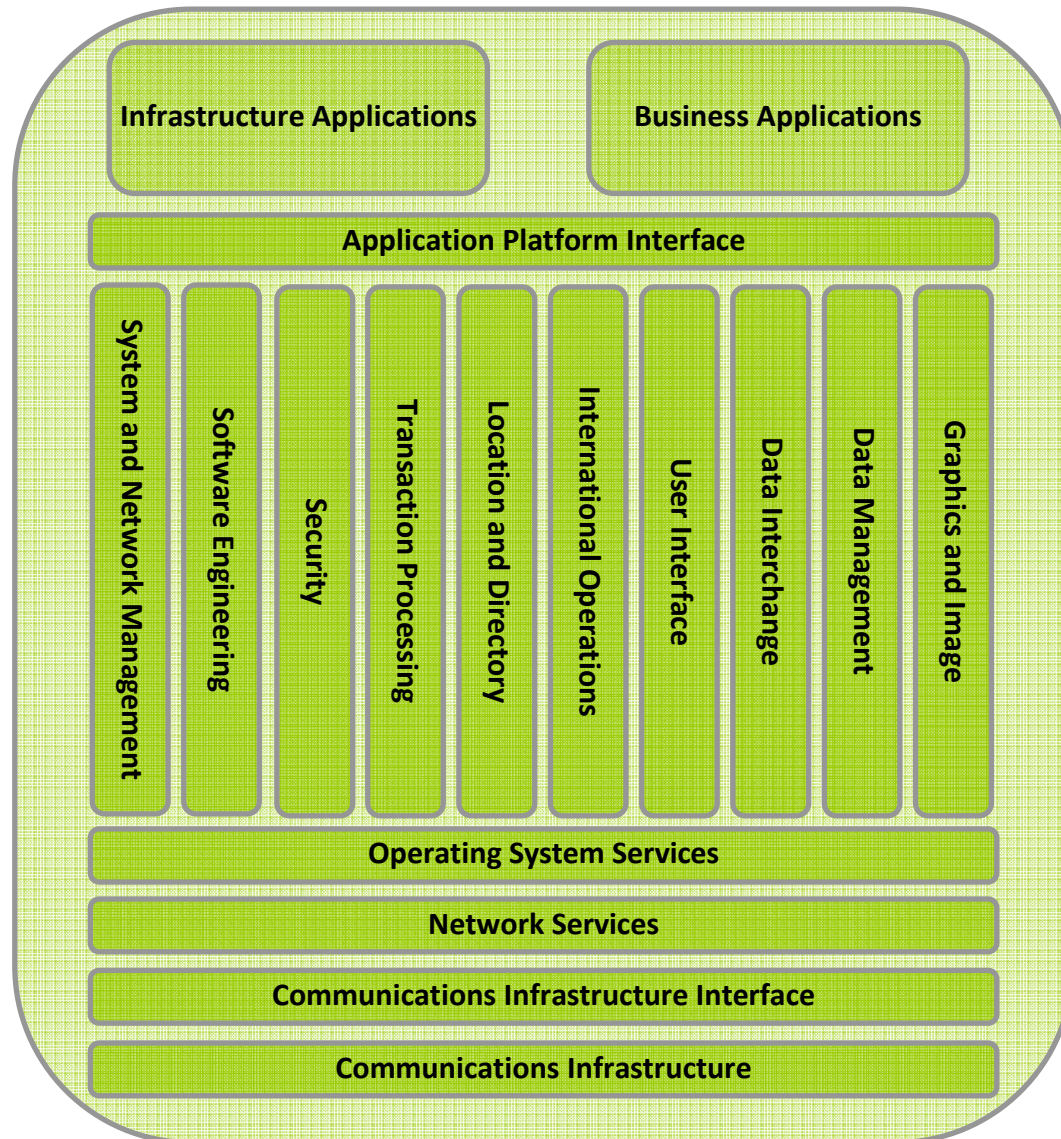 Infrastructure Applications
Business Applications
Application Platform Interface
System and Network Management
Software Engineering
Security
Transaction Processing
Location and Directory
International Operations
User Interface
Data Interchange
Data Management
Graphics and Image
Operating System Services
Network Services
Communications Infrastructure Interface
Communications Infrastructure